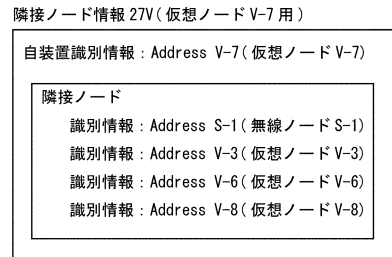 隣接ノード情報 27V(仮想ノード V-7 用)
自装置識別情報:Address V-7(仮想ノード V-7)
隣接ノード
識別情報:Address S-1(無線ノード S-1)
識別情報:Address V-3(仮想ノード V-3)
識別情報:Address V-6(仮想ノード V-6)
識別情報:Address V-8(仮想ノード V-8)